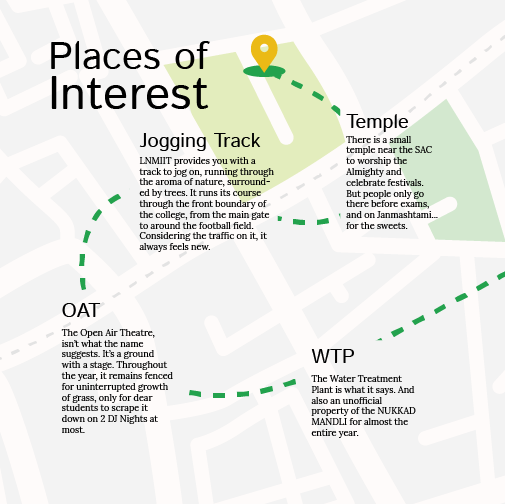 Places of
Interest
Jogging Track
LNMIIT provides you with a
track to jog on, running through
the aroma of nature, surround-
ed by trees. It runs its course
through the front boundary of
the college, from the main gate
to around the football field.
Considering the traffic on it, it
always feels new.
Temple
There is a small
temple near the SAC
to worship the
Almighty and
celebrate festivals.
But people only go
there before exams,
and on Janmashtami...
for the sweets.
OAT
The Open Air Theatre,
isn't what the name
suggests. It's a ground
with a stage. Throughout
the year, it remains fenced
for uninterrupted growth
of grass, only for dear
students to scrape it
down on 2 DJ Nights at
most.
WTP
The Water Treatment
Plant is what it says. And
also an unofficial
property of the NUKKAD
MANDLI for almost the
entire year.